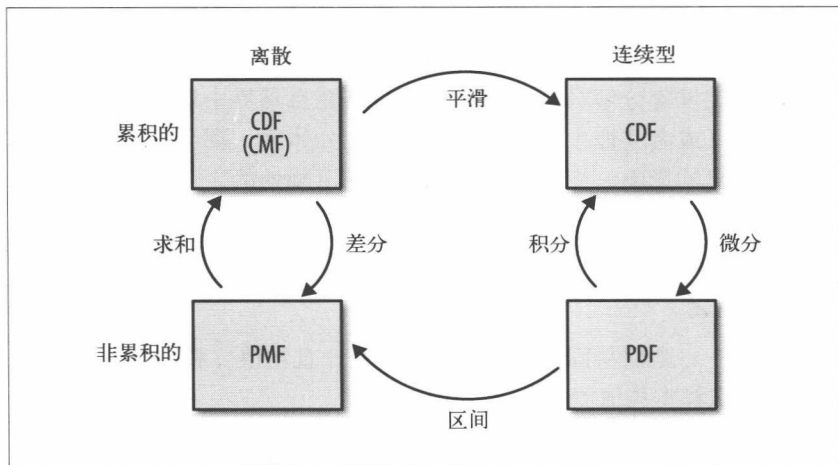 离散
连续型
平滑
累积的
CDF
(CMF)
CDF
求和
差分
积分
微分
非累积的
PMF
PDF
区间